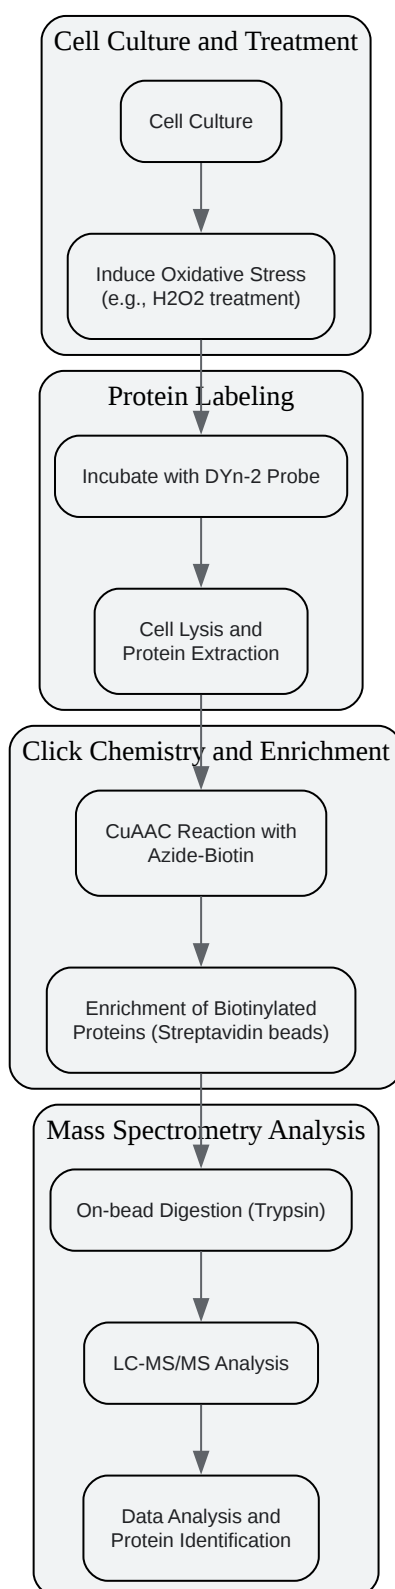 Cell Culture and Treatment
Cell Culture
Induce Oxidative Stress
(e.g., H2O2 treatment)
Protein Labeling
Incubate with DYn-2 Probe
Cell Lysis and
Protein Extraction
Click Chemistry and Enrichment
CuAAC Reaction with
Azide-Biotin
Enrichment of Biotinylated
Proteins (Streptavidin beads)
Mass Spectrometry Analysis
On-bead Digestion (Trypsin)
LC-MS/MS Analysis
Data Analysis and
Protein Identification